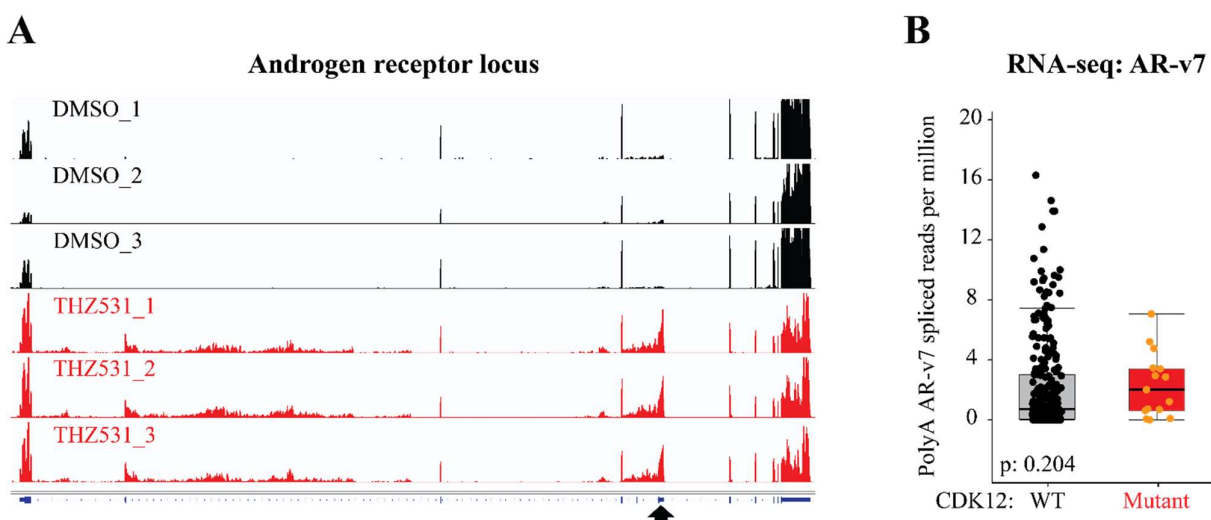 A
Androgen receptor locus
DMSO_1
DMSO_2
DMSO_3
THZ531_1
THZ531_2
THZ531_3
B
RNA-seq: AR-v7
PolyA AR-v7 spliced reads per million
20
16
12
8
4
0
p: 0.204
CDK12: WT Mutant